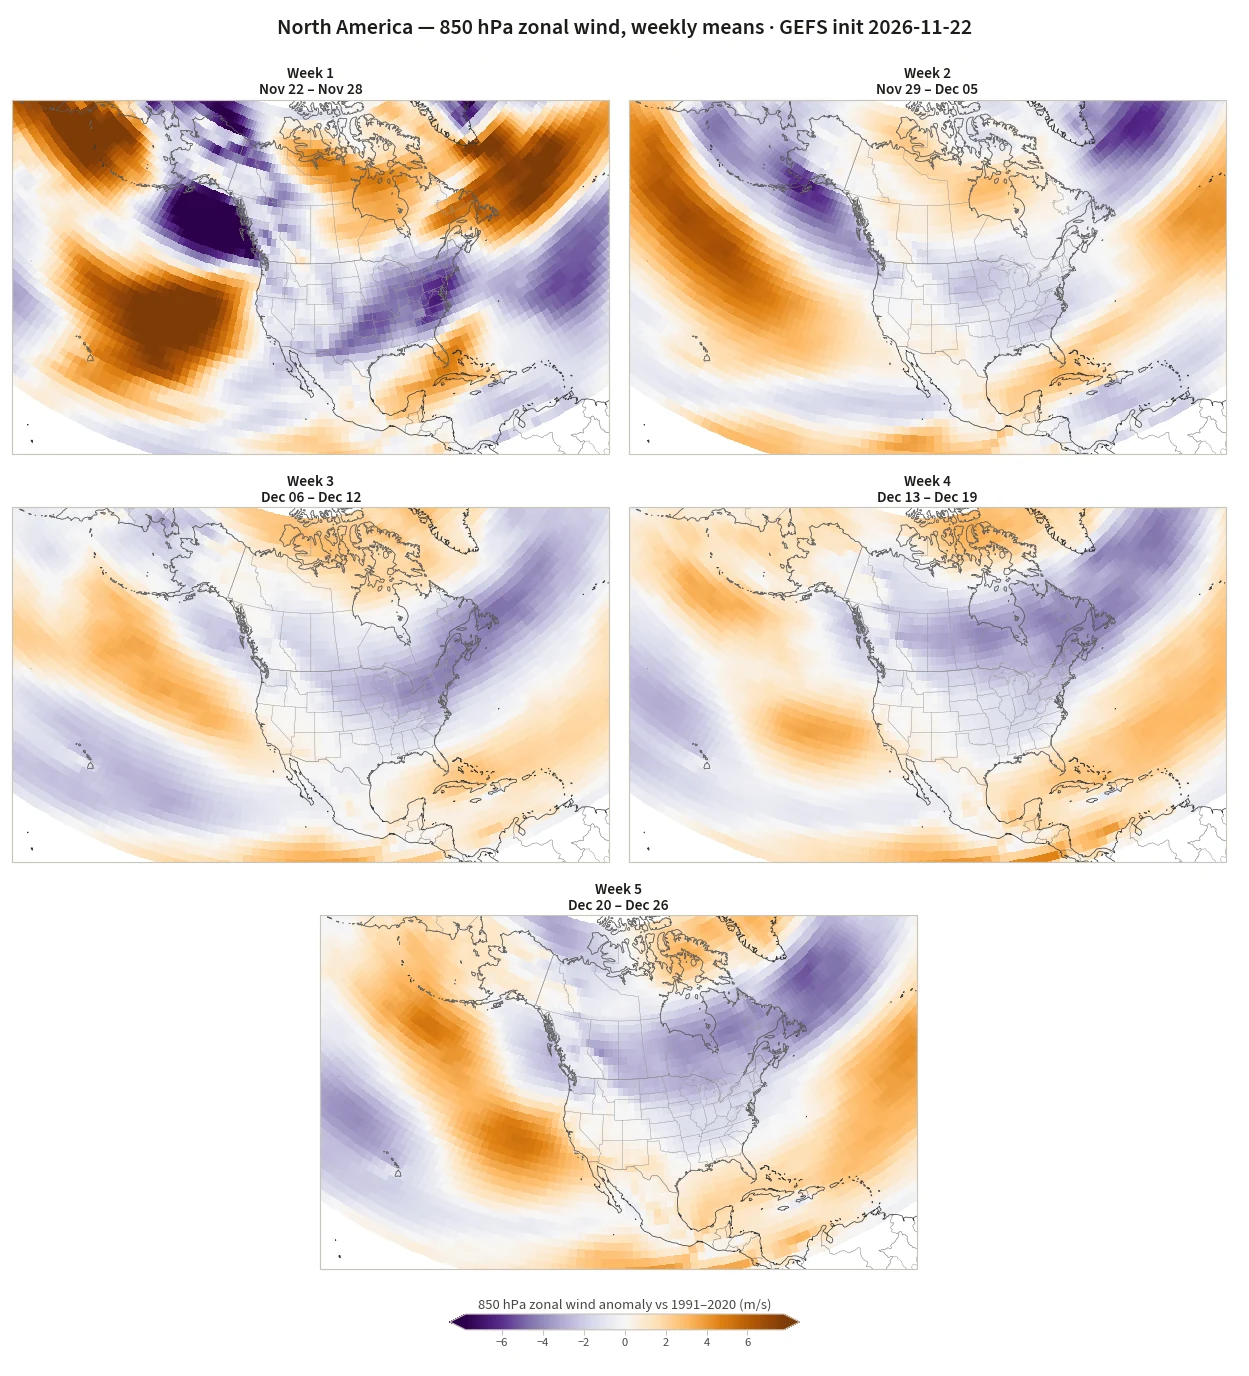 North America — 850 hPa zonal wind, weekly means · GEFS init 2026-11-22
Week 1
Nov 22 – Nov 28
Week 2
Nov 29 – Dec 05
Week 3
Dec 06 – Dec 12
Week 4
Dec 13 – Dec 19
Week 5
Dec 20 – Dec 26
850 hPa zonal wind anomaly vs 1991–2020 (m/s)
−6 −4 −2 0 2 4 6